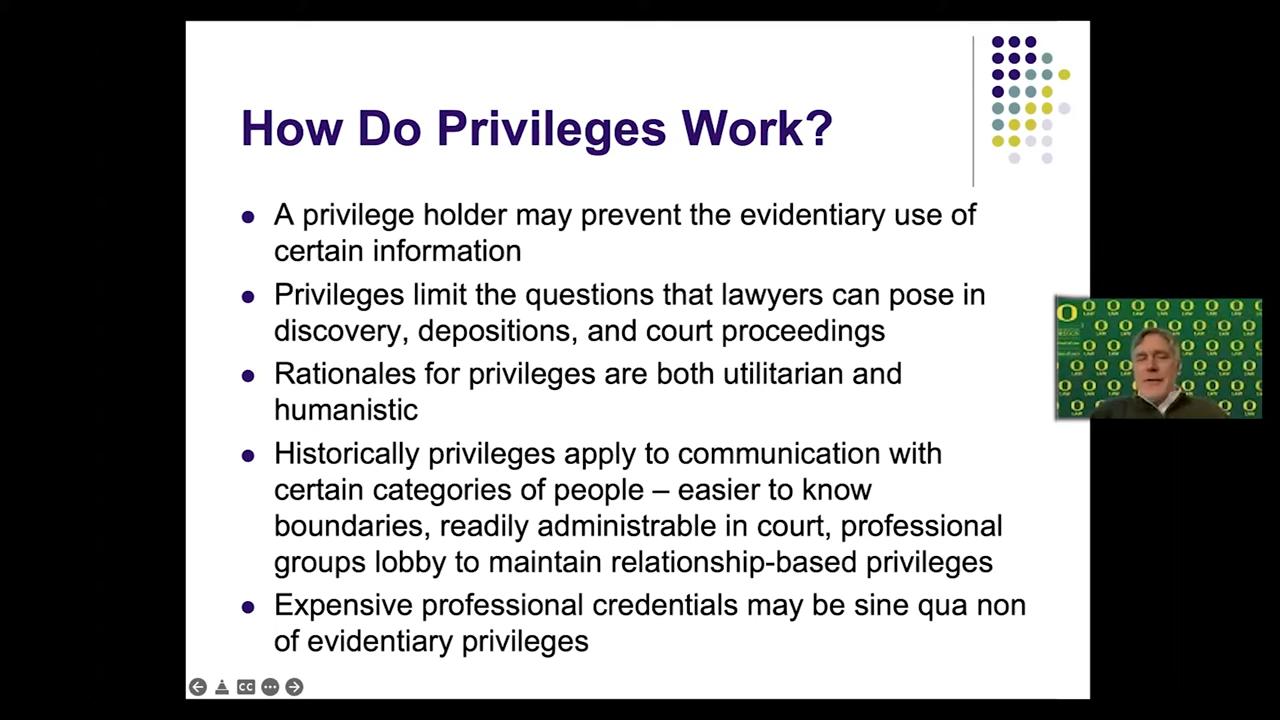 How Do Privileges Work?
A privilege holder may prevent the evidentiary use of
certain information
Privileges limit the questions that lawyers can pose in
discovery, depositions, and court proceedings
Rationales for privileges are both utilitarian and
humanistic
Historically privileges apply to communication with
certain categories of people – easier to know
boundaries, readily administrable in court, professional
groups lobby to maintain relationship-based privileges
Expensive professional credentials may be sine qua non
of evidentiary privileges
CC